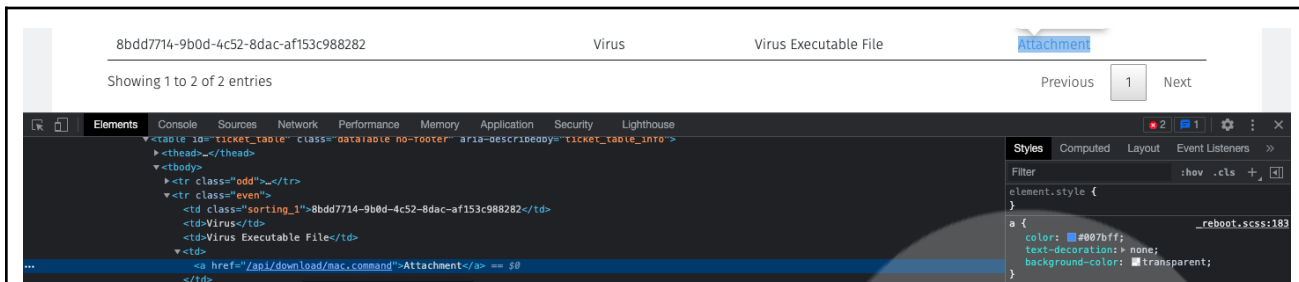 8bdd7714-9b0d-4c52-8dac-af153c988282 Virus Virus Executable File Attachment
Showing 1 to 2 of 2 entries Previous 1 Next
Elements Console Sources Network Performance Memory Application Security Lighthouse 2 1
▼<table id="ticket_table" class="dataTable no-footer" aria-describedby="ticket_table_info">
▶<thead>…</thead>
▼<tbody>
▶<tr class="odd">…</tr>
▼<tr class="even">
<td class="sorting_1">8bdd7714-9b0d-4c52-8dac-af153c988282</td>
<td>Virus</td>
<td>Virus Executable File</td>
▼<td>
… <a href="/api/download/mac.command">Attachment</a> == $0
</td>
Styles Computed Layout Event Listeners »
Filter :hov .cls +
element.style {
}
a { _reboot.scss:183
color: #007bff;
text-decoration:▶ none;
background-color: transparent;
}